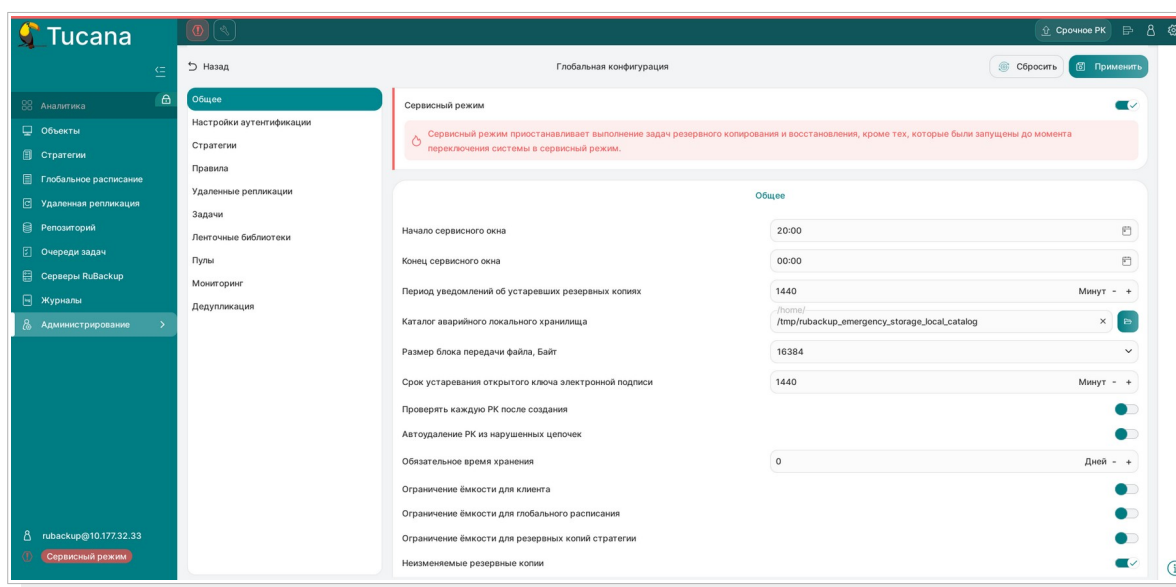 Tucana
Срочное РК
Назад
Глобальная конфигурация
Сбросить
Применить
Аналитика
Объекты
Стратегии
Глобальное расписание
Удаленная репликация
Репозиторий
Очереди задач
Серверы RuBackup
Журналы
Администрирование
rubackup@10.177.32.33
Сервисный режим
Общее
Настройки аутентификации
Стратегии
Правила
Удаленные репликации
Задачи
Ленточные библиотеки
Пулы
Мониторинг
Дедупликация
Сервисный режим
Сервисный режим приостанавливает выполнение задач резервного копирования и восстановления, кроме тех, которые были запущены до момента
переключения системы в сервисный режим.
Общее
Начало сервисного окна 20:00
Конец сервисного окна 00:00
Период уведомлений об устаревших резервных копиях 1440 Минут - +
/home/
Каталог аварийного локального хранилища /tmp/rubackup_emergency_storage_local_catalog
Размер блока передачи файла, Байт 16384
Срок устаревания открытого ключа электронной подписи 1440 Минут - +
Проверять каждую РК после создания
Автоудаление РК из нарушенных цепочек
Обязательное время хранения 0 Дней - +
Ограничение ёмкости для клиента
Ограничение ёмкости для глобального расписания
Ограничение ёмкости для резервных копий стратегии
Неизменяемые резервные копии